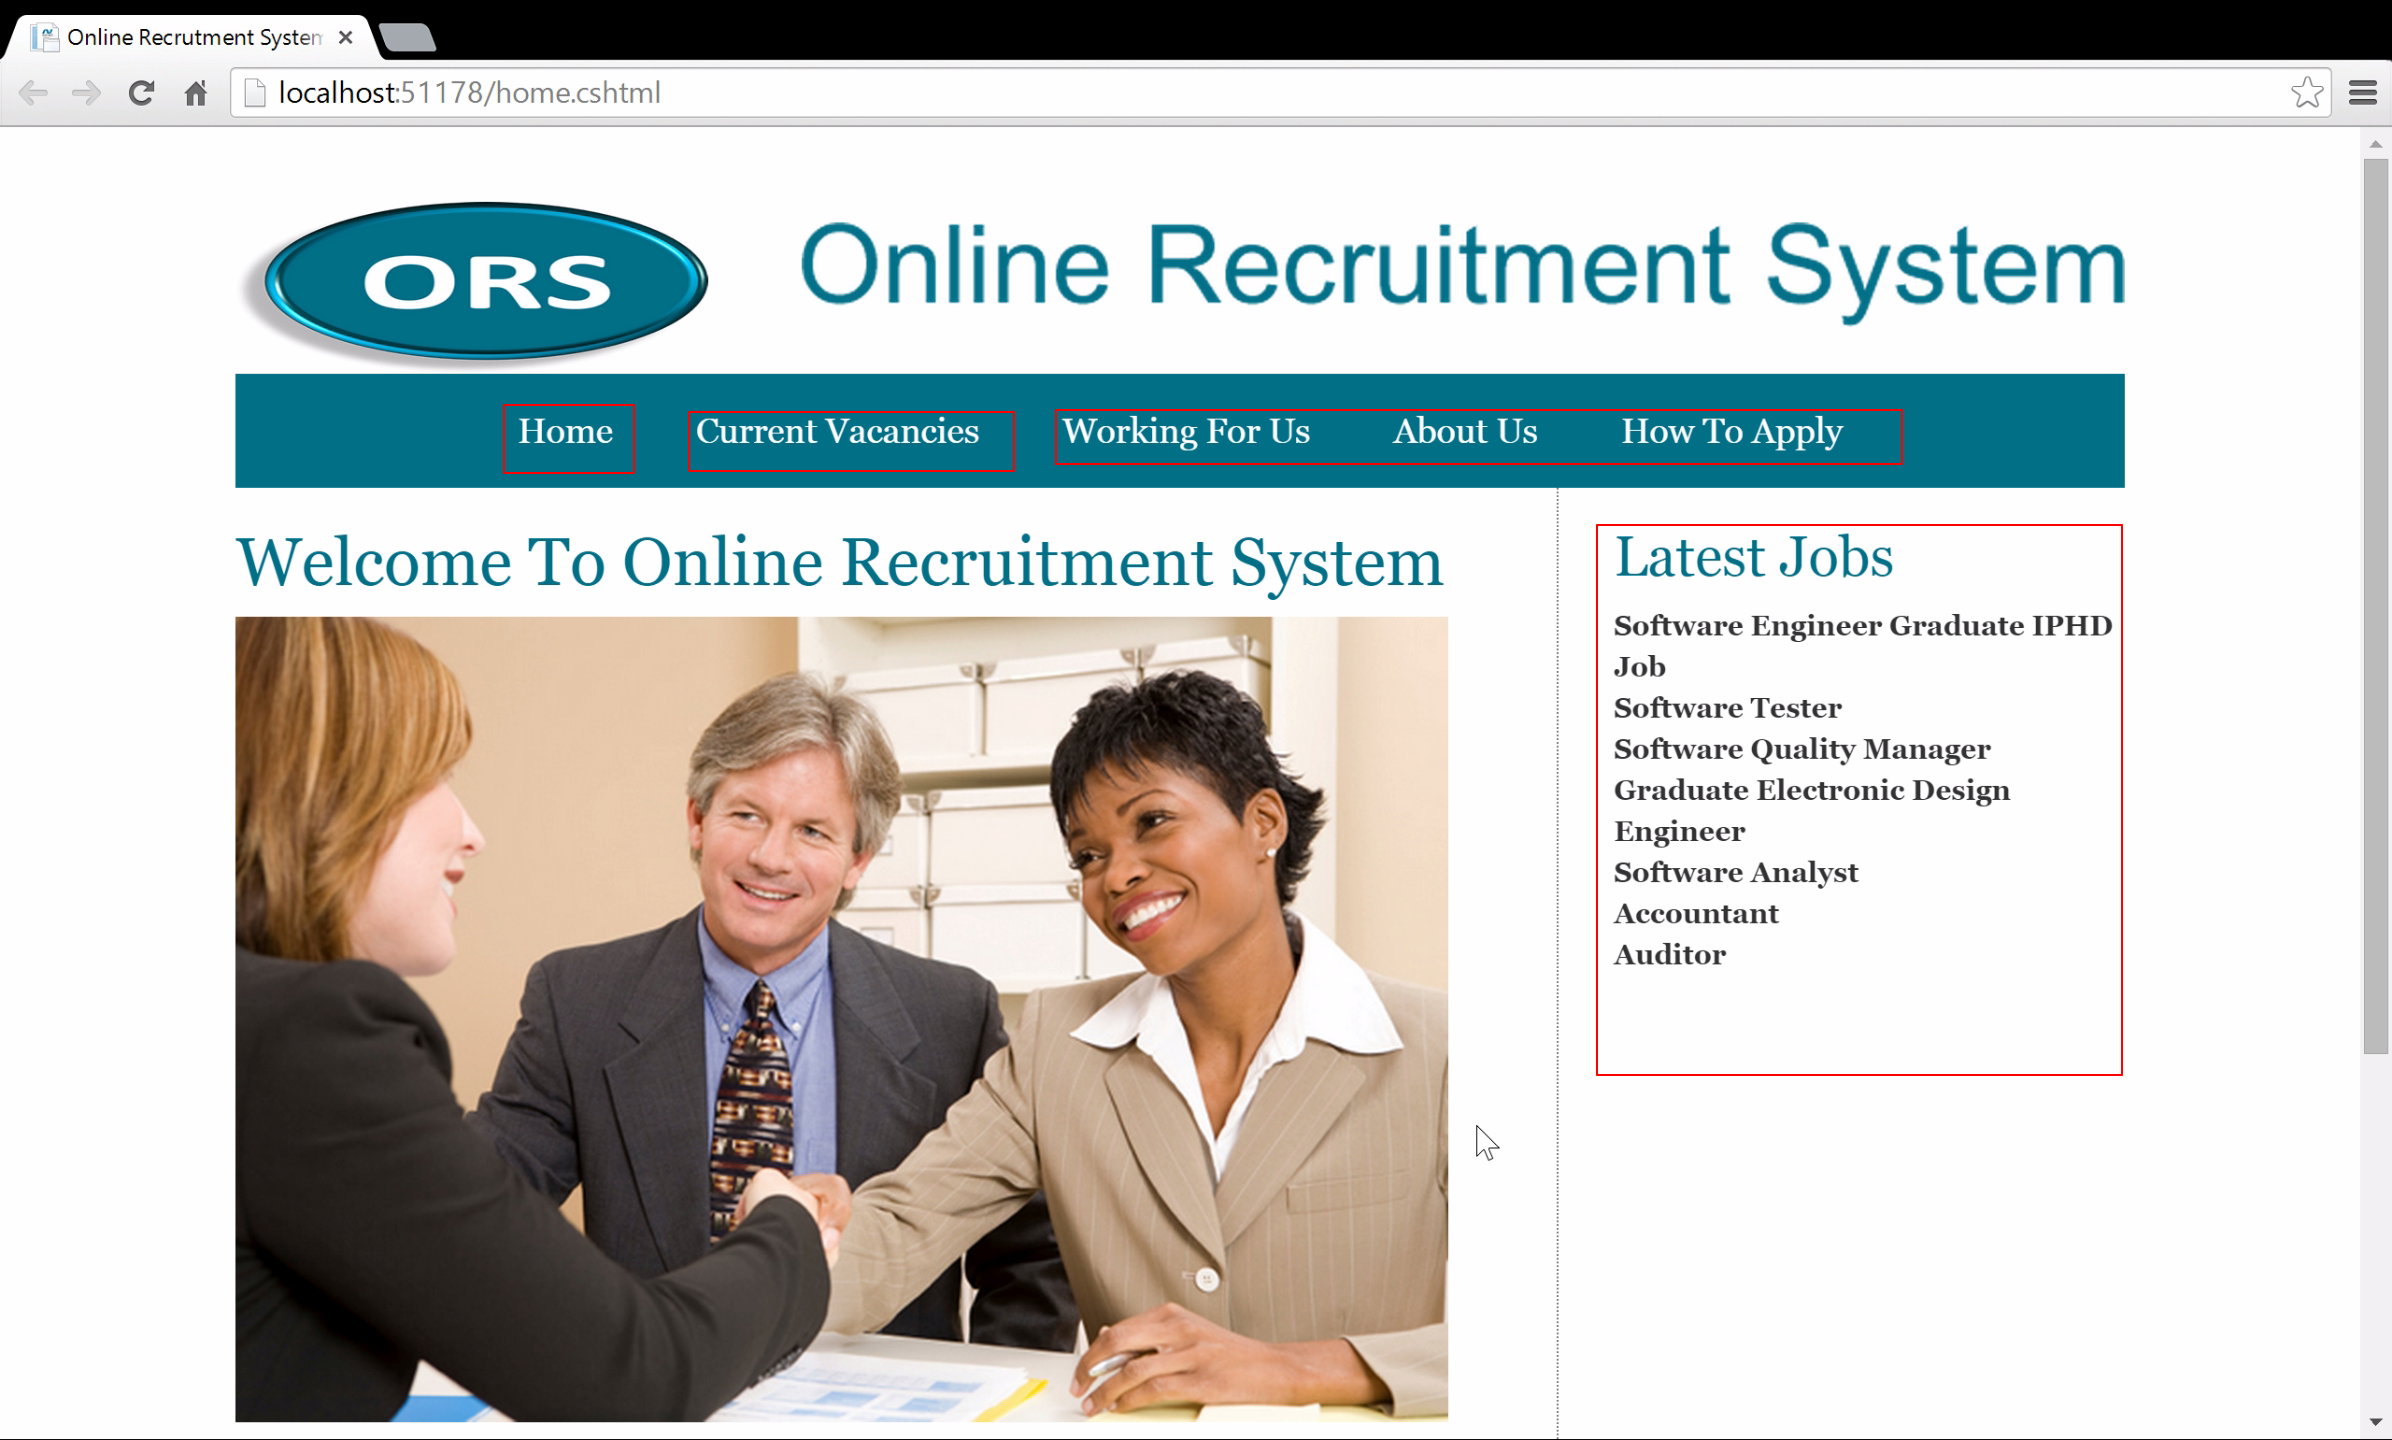 Online Recrutment System
localhost:51178/home.cshtml
ORS
Online Recruitment System
Home Current Vacancies Working For Us About Us How To Apply
Welcome To Online Recruitment System
Latest Jobs
Software Engineer Graduate IPHD
Job
Software Tester
Software Quality Manager
Graduate Electronic Design
Engineer
Software Analyst
Accountant
Auditor